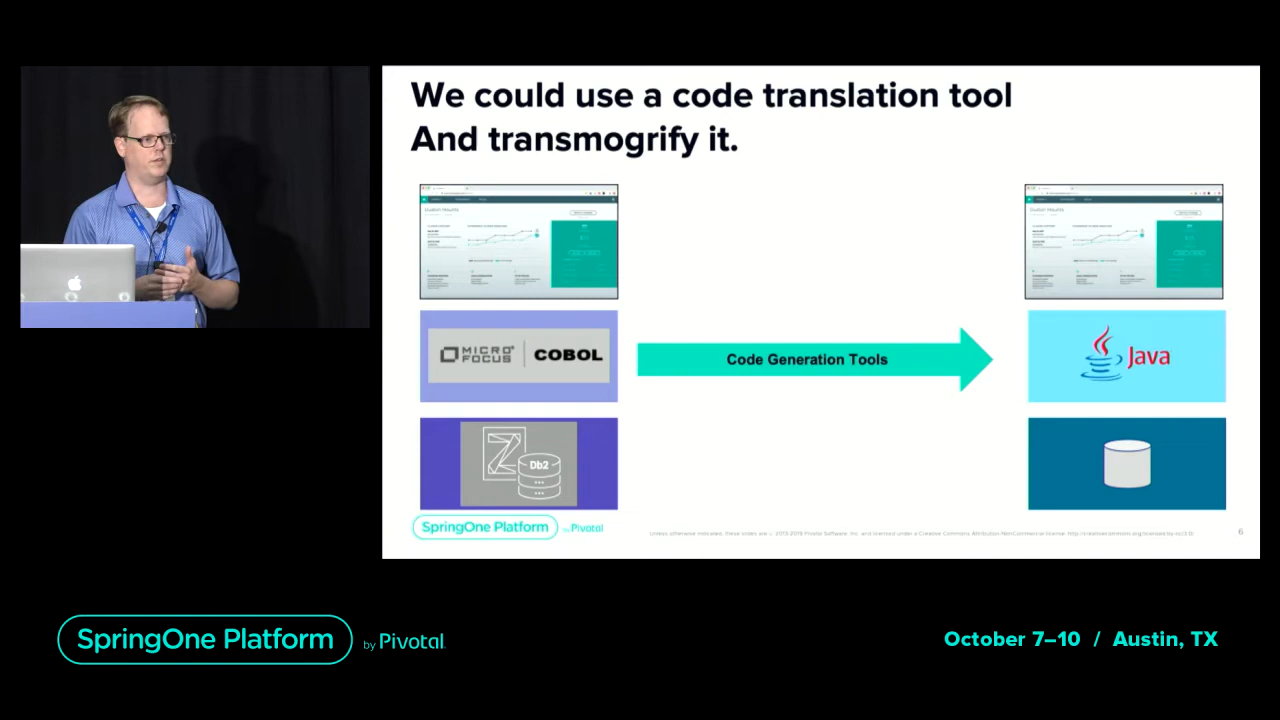 We could use a code translation tool
And transmogrify it.
MICRO FOCUS
COBOL
Code Generation Tools
Java
Z
Db2
SpringOne Platform by Pivotal
6
SpringOne Platform by Pivotal.
October 7–10 / Austin, TX